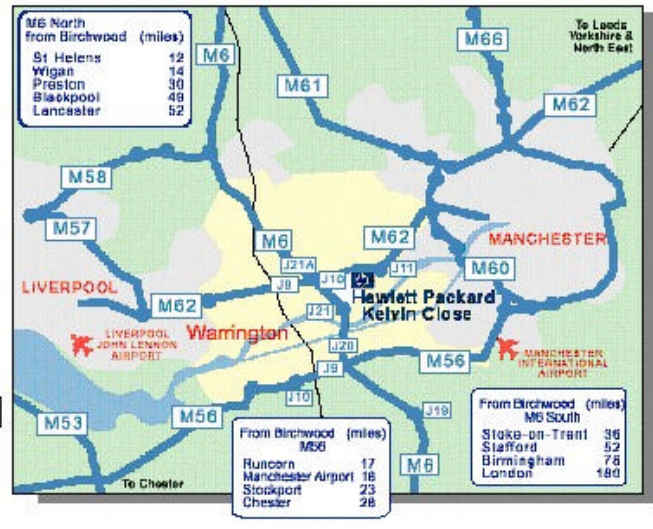 M6 North
from Birchwood (miles)
St Helens 12
Wigan 14
Preston 30
Blackpool 49
Lancaster 52
M6
M61
M66
To Leeds
Yorkshire &
North East
M62
M58
M57
M6
M62
MANCHESTER
J21A
J10
J11
M60
J8
LIVERPOOL
M62
Hewlett Packard
Kelvin Close
J21
LIVERPOOL
JOHN LENNON
AIRPORT
Warrington
J20
MANCHESTER
INTERNATIONAL
AIRPORT
J9
M56
J10
M53
M56
J19
M6
To Chester
From Birchwood (miles)
M56
Runcorn 17
Manchester Airport 18
Stockport 23
Chester 28
From Birchwood (miles)
M6 South
Stoke-on-Trent 36
Stafford 52
Birmingham 78
London 180